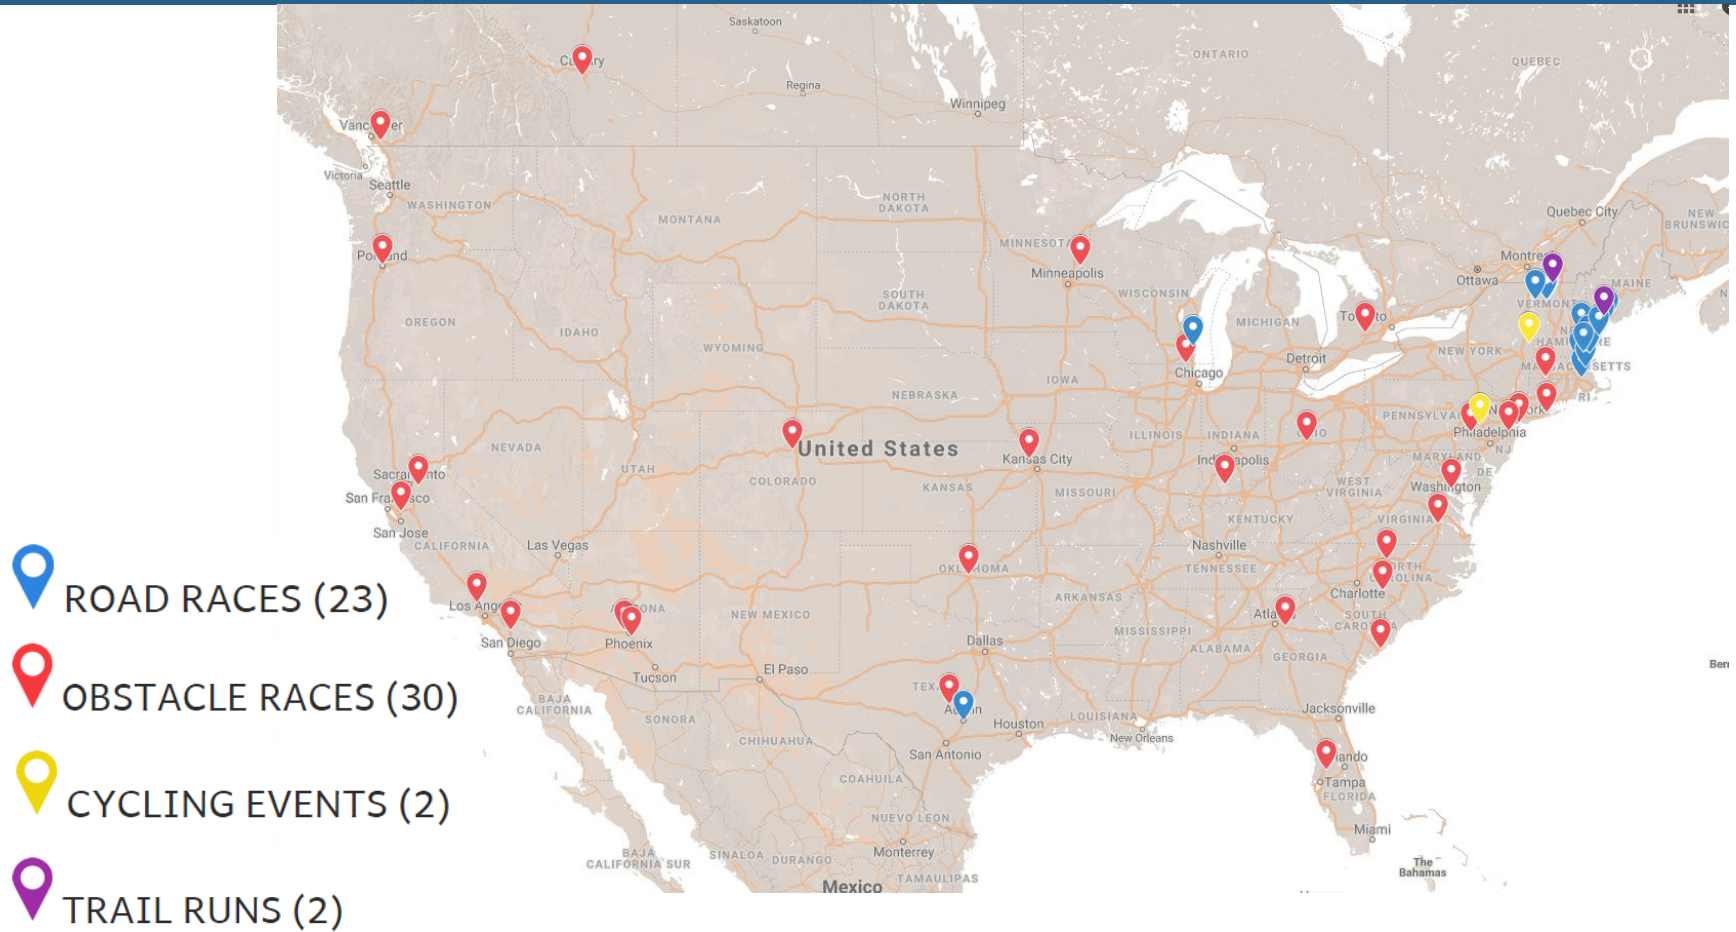 Saskatoon
ONTARIO
QUEBEC
Regina
Winnipeg
Victoria
Seattle
WASHINGTON
MONTANA
NORTH
DAKOTA
Quebec City
NEW
MINNESOTA
Minneapolis
Ottawa
MAINE
WISCONSIN
SOUTH
DAKOTA
VERMONT
OREGON
IDAHO
WYOMING
MICHIGAN
NEW YORK
Detroit
Chicago
IOWA
NEBRASKA
RI
PENNSYLVA
Philadelphia
NJ
NEVADA
UTAH
United States
COLORADO
KANSAS
Kansas City
MISSOURI
ILLINOIS
INDIANA
MARYLAND
DE
WEST
VIRGINIA
Washington
VIRGINIA
KENTUCKY
San Jose
CALIFORNIA
Las Vegas
Nashville
TENNESSEE
OKLAHOMA
ARKANSAS
Charlotte
NEW MEXICO
San Diego
Phoenix
Tucson
El Paso
Dallas
MISSISSIPPI
ALABAMA
GEORGIA
SOUTH
BAJA
CALIFORNIA
SONORA
CHIHUAHUA
COAHUILA
San Antonio
Houston
LOUISIANA
New Orleans
Jacksonville
Tampa
FLORIDA
Miami
The
Bahamas
NUEVO LEON
Monterrey
TAMAULIPAS
BAJA
CALIFORNIA SUR
SINALOA
DURANGO
Mexico
ROAD RACES (23)
OBSTACLE RACES (30)
CYCLING EVENTS (2)
TRAIL RUNS (2)